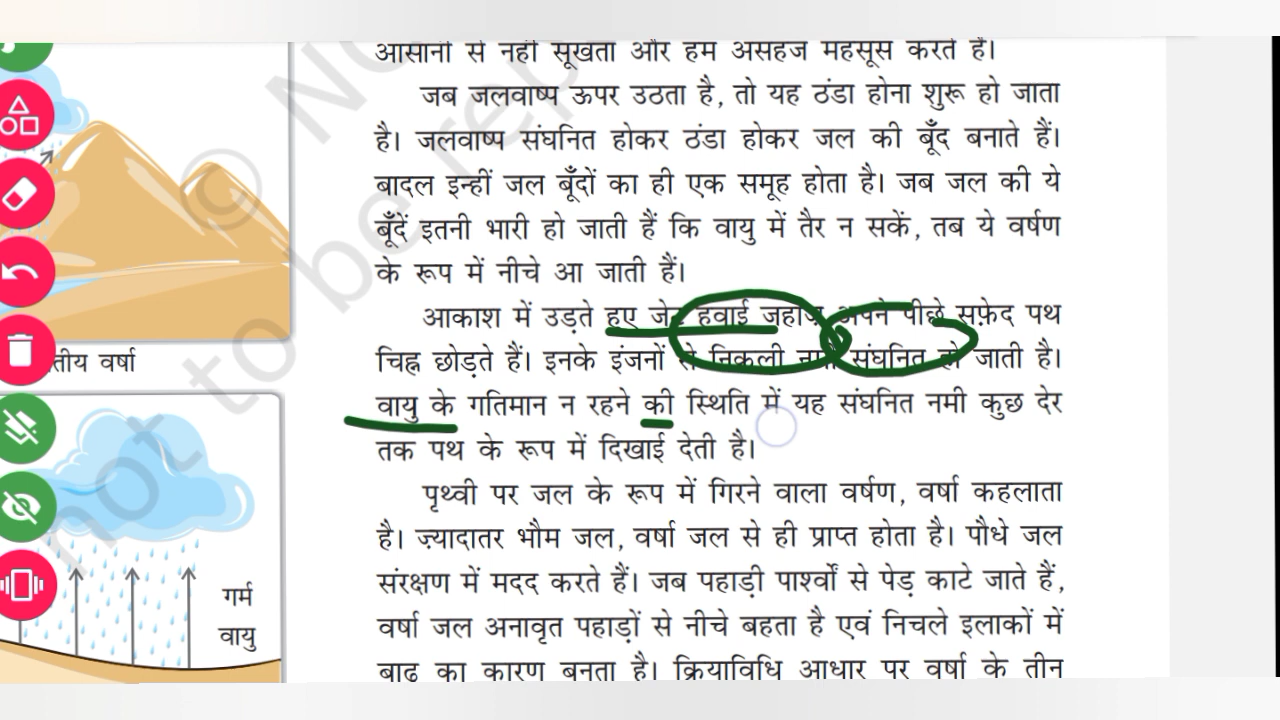 आसानी से नहीं सूखता और हम असहज महसूस करते हैं।
जब जलवाष्प ऊपर उठता है, तो यह ठंडा होना शुरू हो जाता
है। जलवाष्प संघनित होकर ठंडा होकर जल की बूँद बनाते हैं।
बादल इन्हीं जल बूँदों का ही एक समूह होता है। जब जल की ये
बूँदें इतनी भारी हो जाती हैं कि वायु में तैर न सकें, तब ये वर्षण
के रूप में नीचे आ जाती हैं।
आकाश में उड़ते हुए जेट हवाई जहाज़ अपने पीछे सफ़ेद पथ
चिह्न छोड़ते हैं। इनके इंजनों से निकली नमी संघनित हो जाती है।
वायु के गतिमान न रहने की स्थिति में यह संघनित नमी कुछ देर
तक पथ के रूप में दिखाई देती है।
पृथ्वी पर जल के रूप में गिरने वाला वर्षण, वर्षा कहलाता
है। ज़्यादातर भौम जल, वर्षा जल से ही प्राप्त होता है। पौधे जल
संरक्षण में मदद करते हैं। जब पहाड़ी पार्श्वों से पेड़ काटे जाते हैं,
वर्षा जल अनावृत पहाड़ों से नीचे बहता है एवं निचले इलाकों में
बाढ़ का कारण बनता है। क्रियाविधि आधार पर वर्षा के तीन
तीय वर्षा
गर्म
वायु
©
not to be rep